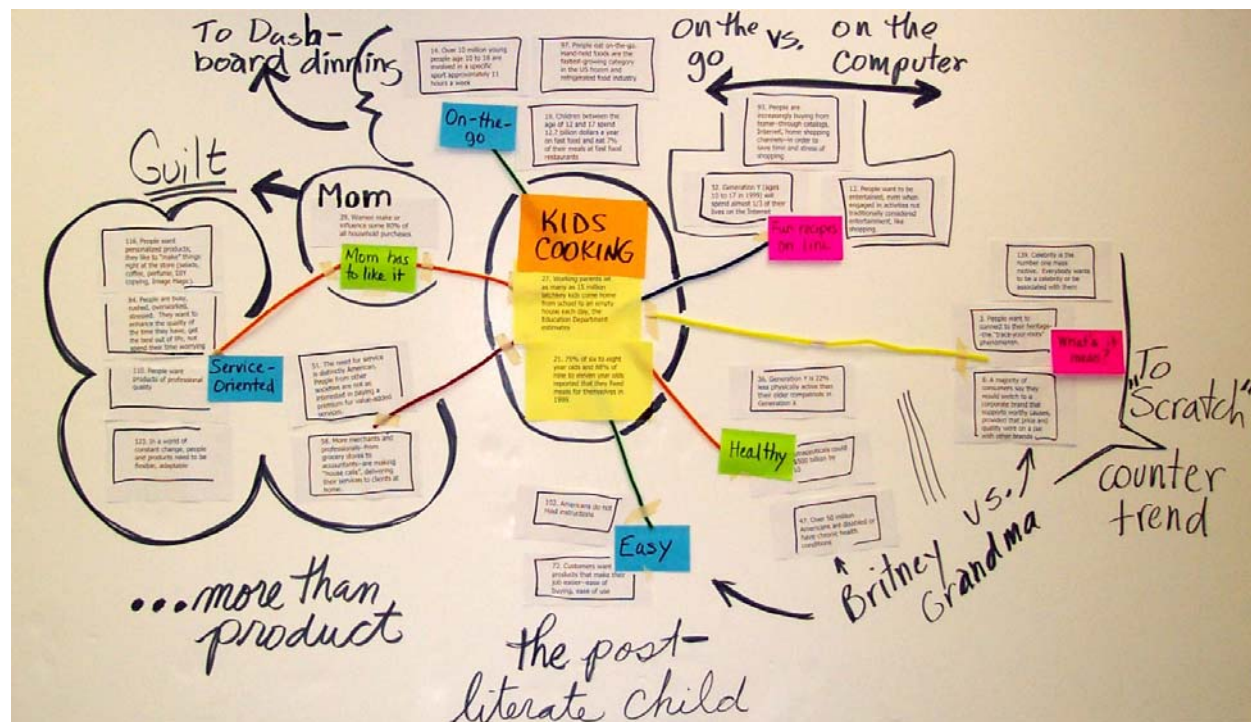 To Dash-
board dinning
14. Over 10 million young
people age 10 to 18 are
involved in a specific
sport approximately 11
hours a week
97. People eat on-the-go.
Hand-held foods are the
fastest-growing category
in the US frozen and
refrigerated food industry
on the
go
vs.
on the
computer
On-the-
go
19. Children between the
age of 12 and 17 spend
12.7 billion dollars a year
on fast food and eat 7%
of their meals at fast food
restaurants
93. People are
increasingly buying from
home-through catalogs,
Internet, home shopping
channels-in order to
save time and stress of
shopping
52. Generation Y (ages
10 to 17 in 1999) will
spend almost 1/3 of their
lives on the Internet
12. People want to be
entertained, even when
engaged in activities not
traditionally considered
entertainment, like
shopping.
Fun recipes
on line
Guilt
Mom
29. Women make or
influence some 80% of
all household purchases.
Mom has
to like it
KIDS
COOKING
27. Working parents let
as many as 15 million
latchkey kids come home
from school to an empty
house each day, the
Education Department
estimates
21. 79% of six to eight
year olds and 88% of
nine to eleven year olds
reported that they fixed
meals for themselves in
1999
116. People want
personalized products,
they like to "make" things
right at the store (salads,
coffee, perfume, DIY
copying, Image Magic).
84. People are busy,
rushed, overworked,
stressed. They want to
enhance the quality of
the time they have, get
the best out of life, not
spend their time worrying
110. People want
products of professional
quality
123. In a world of
constant change, people
and products need to be
flexible, adaptable
Service-
Oriented
51. The need for service
is distinctly American.
People from other
societies are not as
interested in paying a
premium for value-added
services.
58. More merchants and
professionals-from
grocery stores to
accountants-are making
"house calls", delivering
their services to clients at
home.
139. Celebrity is the
number one mass
motive. Everybody wants
to be a celebrity or be
associated with them
3. People want to
connect to their heritage-
the "trace-your-roots"
phenomenon.
What's it
mean?
8. A majority of
consumers say they
would switch to a
corporate brand that
supports worthy causes,
provided that price and
quality were on a par
with other brands
36. Generation Y is 22%
less physically active than
their older companions in
Generation X
Healthy
could
$500 billion by
47. Over 50 million
Americans are disabled or
have chronic health
conditions
102. Americans do not
read instructions
Easy
72. Customers want
products that make their
job easier-ease of
buying, ease of use
"To
Scratch"
counter
trend
Britney
vs.
Grandma
...more than
product
the post-
literate child